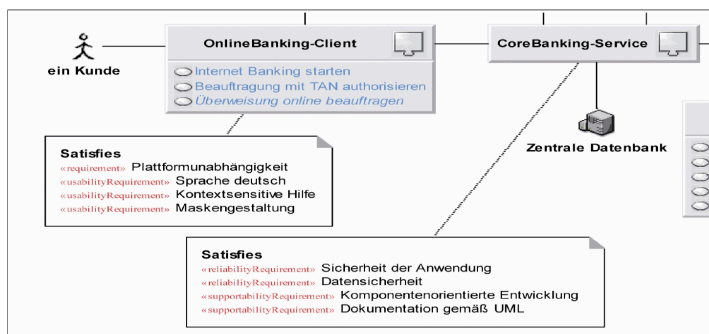 OnlineBanking-Client
CoreBanking-Service
ein Kunde
Internet Banking starten
Beauftragung mit TAN authorisieren
Überweisung online beauftragen
Zentrale Datenbank
Satisfies
«requirement» Plattformunabhängigkeit
«usabilityRequirement» Sprache deutsch
«usabilityRequirement» Kontextsensitive Hilfe
«usabilityRequirement» Maskengestaltung
Satisfies
«reliabilityRequirement» Sicherheit der Anwendung
«reliabilityRequirement» Datensicherheit
«supportabilityRequirement» Komponentenorientierte Entwicklung
«supportabilityRequirement» Dokumentation gemäß UML